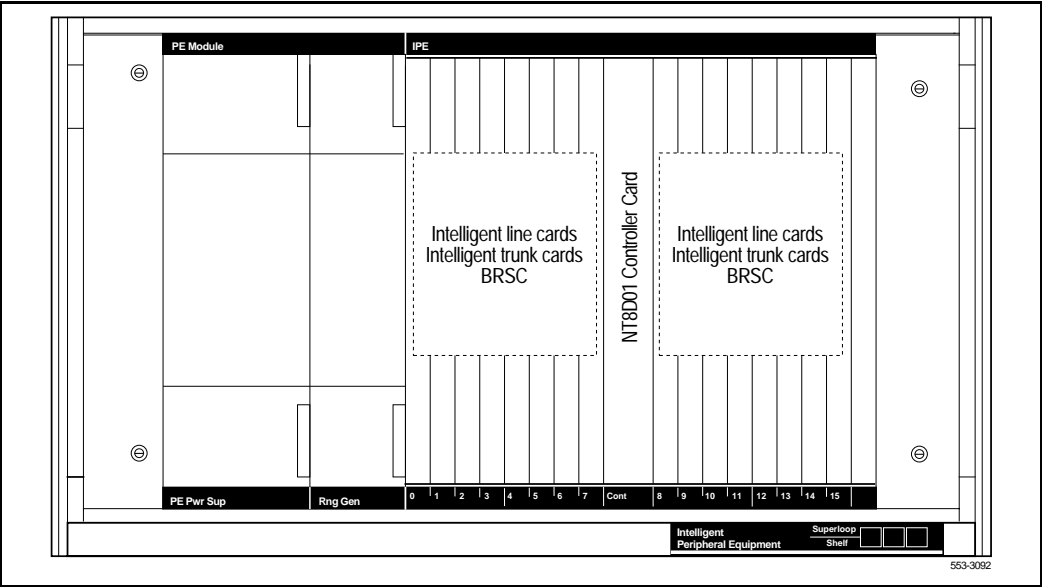 PE Module
IPE
Intelligent line cards
Intelligent trunk cards
BRSC
NT8D01 Controller Card
Intelligent line cards
Intelligent trunk cards
BRSC
PE Pwr Sup
Rng Gen
0 1 2 3 4 5 6 7 Cont 8 9 10 11 12 13 14 15
Intelligent
Peripheral Equipment
Superloop
Shelf
553-3092